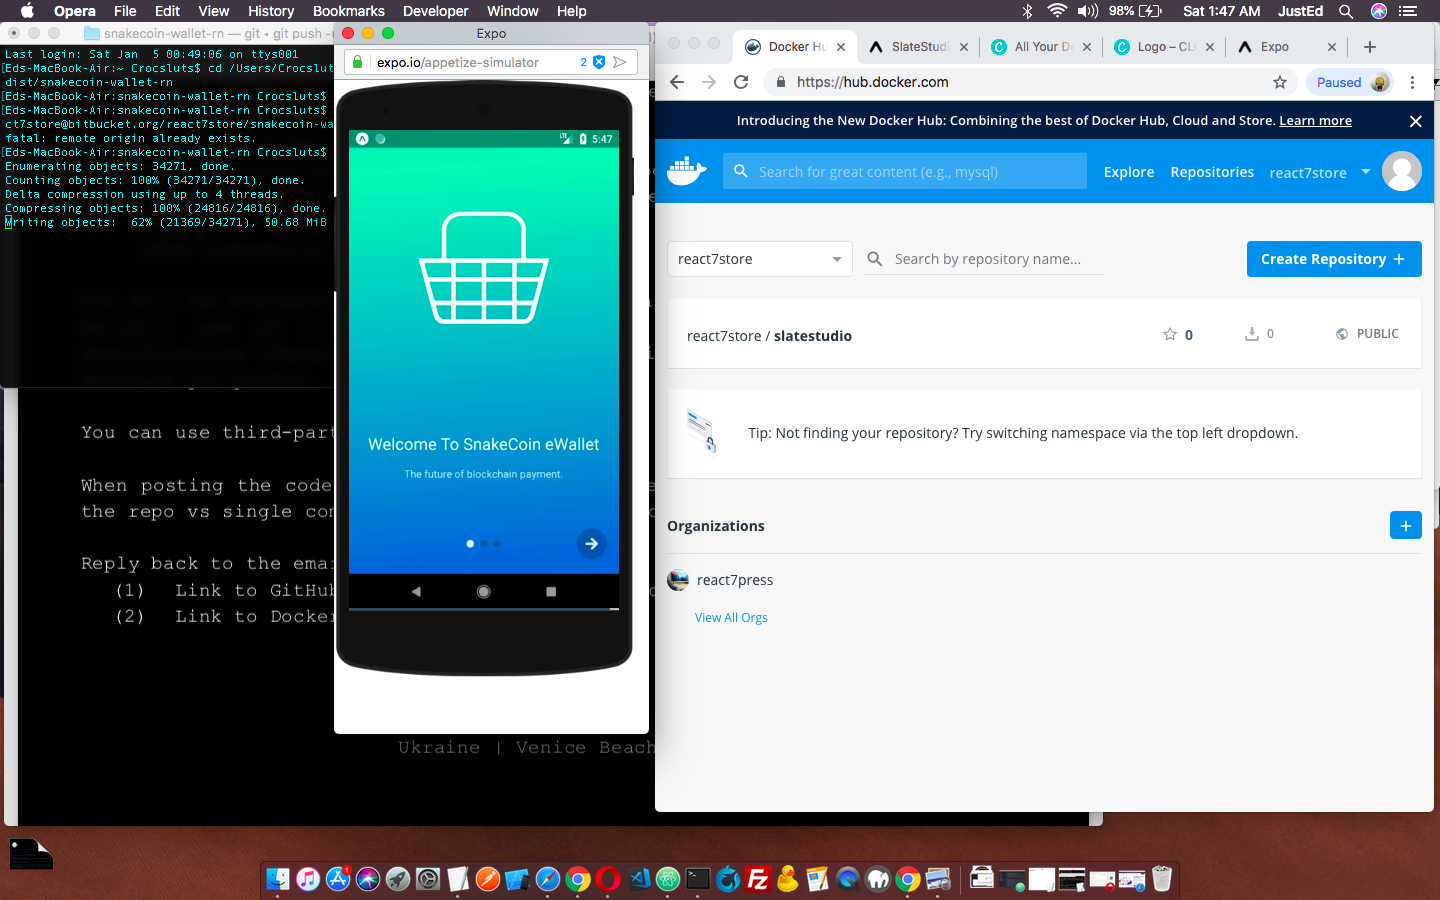 Opera File Edit View History Bookmarks Developer Window Help
98% Sat 1:47 AM JustEd
snakecoin-wallet-rn — git ‹ git push
Last login: Sat Jan  5 00:49:06 on ttys001
[Eds-MacBook-Air:~ Crocsluts$ cd /Users/Crocslut
dist/snakecoin-wallet-rn
[Eds-MacBook-Air:snakecoin-wallet-rn Crocsluts$
[Eds-MacBook-Air:snakecoin-wallet-rn Crocsluts$
ct7store@bitbucket.org/react7store/snakecoin-wa
fatal: remote origin already exists.
[Eds-MacBook-Air:snakecoin-wallet-rn Crocsluts$
Enumerating objects: 34271, done.
Counting objects: 100% (34271/34271), done.
Delta compression using up to 4 threads.
Compressing objects: 100% (24816/24816), done.
Writing objects:  62% (21369/34271), 50.68 MiB
You can use third-part
When posting the code
the repo vs single con
Reply back to the emai
(1) Link to GitHub
(2) Link to Docker
Ukraine | Venice Beach
Expo
expo.io/appetize-simulator 2
5:47
Welcome To SnakeCoin eWallet
The future of blockchain payment.
Docker Hu SlateStudi All Your De Logo – CLO Expo
https://hub.docker.com Paused
Introducing the New Docker Hub: Combining the best of Docker Hub, Cloud and Store. Learn more
Search for great content (e.g., mysql) Explore Repositories react7store
react7store Search by repository name... Create Repository +
react7store / slatestudio 0 0 PUBLIC
Tip: Not finding your repository? Try switching namespace via the top left dropdown.
Organizations +
react7press
View All Orgs